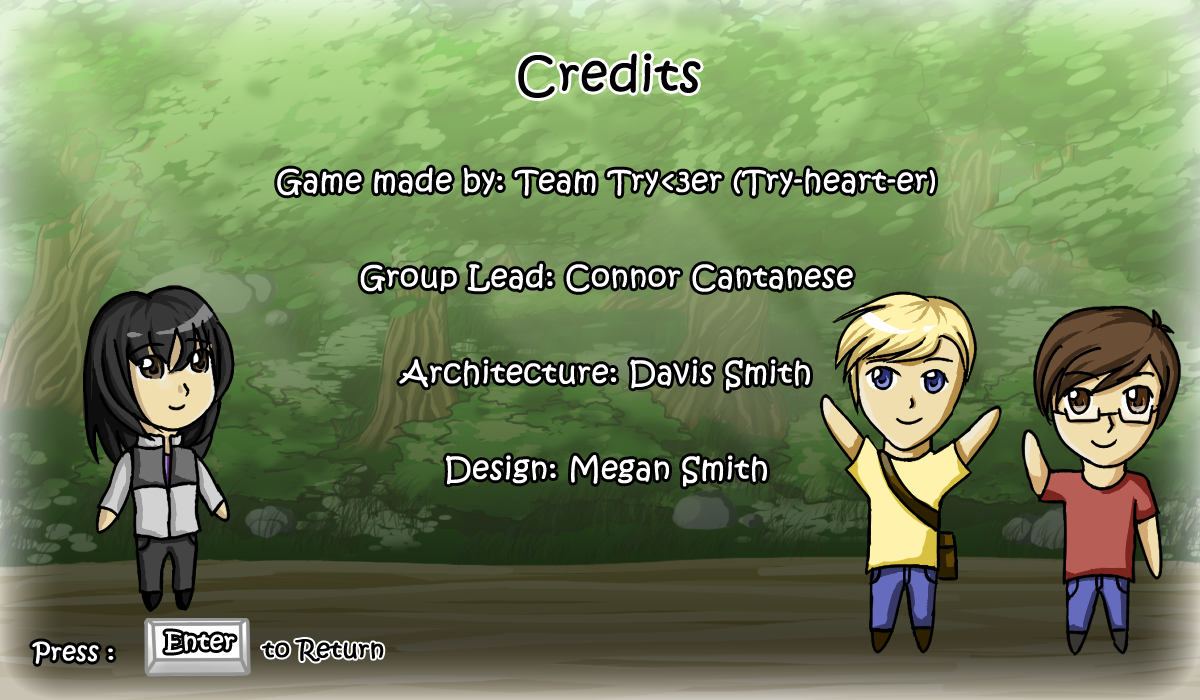 Credits
Game made by: Team Try<3er (Try-heart-er)
Group Lead: Connor Cantanese
Architecture: Davis Smith
Design: Megan Smith
Press : Enter to Return